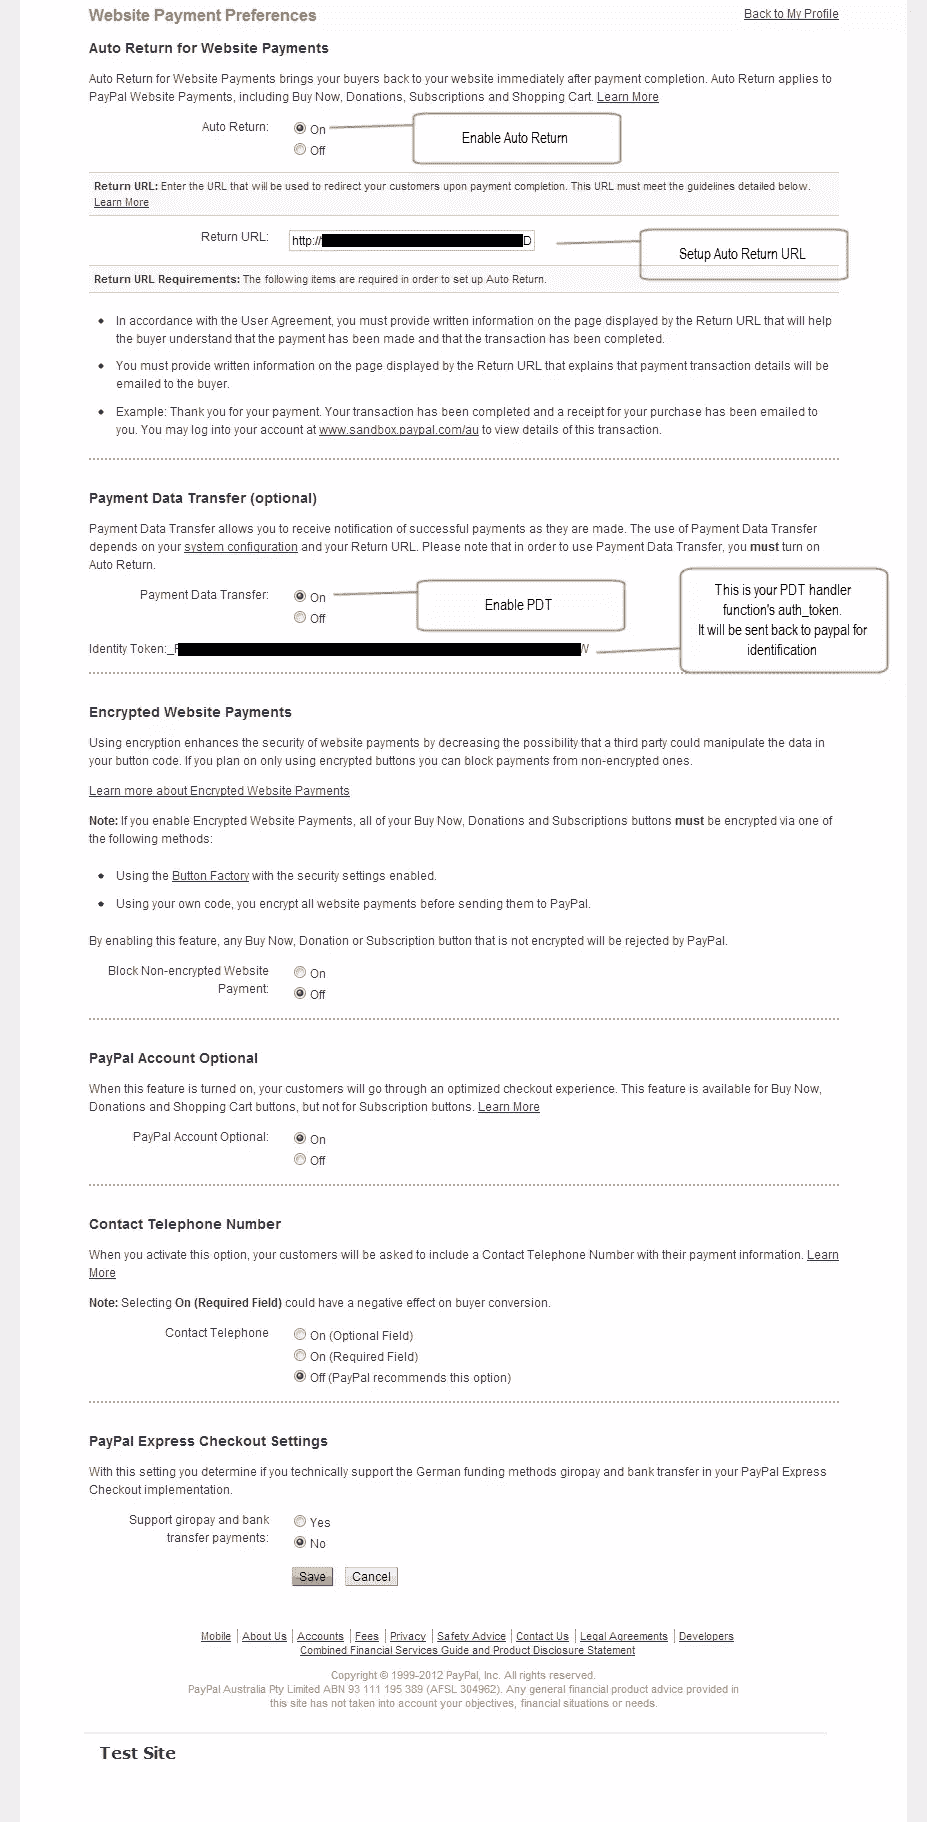 Website Payment Preferences
Back to My Profile
Auto Return for Website Payments
Auto Return for Website Payments brings your buyers back to your website immediately after payment completion. Auto Return applies to
PayPal Website Payments, including Buy Now, Donations, Subscriptions and Shopping Cart. Learn More
Auto Return:
On
Enable Auto Return
Off
Return URL: Enter the URL that will be used to redirect your customers upon payment completion. This URL must meet the guidelines detailed below.
Learn More
Return URL:
http://
D
Setup Auto Return URL
Return URL Requirements: The following items are required in order to set up Auto Return.
• In accordance with the User Agreement, you must provide written information on the page displayed by the Return URL that will help
the buyer understand that the payment has been made and that the transaction has been completed.
• You must provide written information on the page displayed by the Return URL that explains that payment transaction details will be
emailed to the buyer.
• Example: Thank you for your payment. Your transaction has been completed and a receipt for your purchase has been emailed to
you. You may log into your account at www.sandbox.paypal.com/au to view details of this transaction.
Payment Data Transfer (optional)
Payment Data Transfer allows you to receive notification of successful payments as they are made. The use of Payment Data Transfer
depends on your system configuration and your Return URL. Please note that in order to use Payment Data Transfer, you must turn on
Auto Return.
Payment Data Transfer:
On
Enable PDT
Off
This is your PDT handler
function's auth_token.
It will be sent back to paypal for
identification
Identity Token:
Encrypted Website Payments
Using encryption enhances the security of website payments by decreasing the possibility that a third party could manipulate the data in
your button code. If you plan on only using encrypted buttons you can block payments from non-encrypted ones.
Learn more about Encrypted Website Payments
Note: If you enable Encrypted Website Payments, all of your Buy Now, Donations and Subscriptions buttons must be encrypted via one of
the following methods:
• Using the Button Factory with the security settings enabled.
• Using your own code, you encrypt all website payments before sending them to PayPal.
By enabling this feature, any Buy Now, Donation or Subscription button that is not encrypted will be rejected by PayPal.
Block Non-encrypted Website
Payment:
On
Off
PayPal Account Optional
When this feature is turned on, your customers will go through an optimized checkout experience. This feature is available for Buy Now,
Donations and Shopping Cart buttons, but not for Subscription buttons. Learn More
PayPal Account Optional:
On
Off
Contact Telephone Number
When you activate this option, your customers will be asked to include a Contact Telephone Number with their payment information. Learn
More
Note: Selecting On (Required Field) could have a negative effect on buyer conversion.
Contact Telephone
On (Optional Field)
On (Required Field)
Off (PayPal recommends this option)
PayPal Express Checkout Settings
With this setting you determine if you technically support the German funding methods giropay and bank transfer in your PayPal Express
Checkout implementation.
Support giropay and bank
transfer payments:
Yes
No
Save Cancel
Mobile | About Us | Accounts | Fees | Privacy | Safety Advice | Contact Us | Legal Agreements | Developers
Combined Financial Services Guide and Product Disclosure Statement
Copyright © 1999-2012 PayPal, Inc. All rights reserved.
PayPal Australia Pty Limited ABN 93 111 195 389 (AFSL 304962). Any general financial product advice provided in
this site has not taken into account your objectives, financial situations or needs.
Test Site